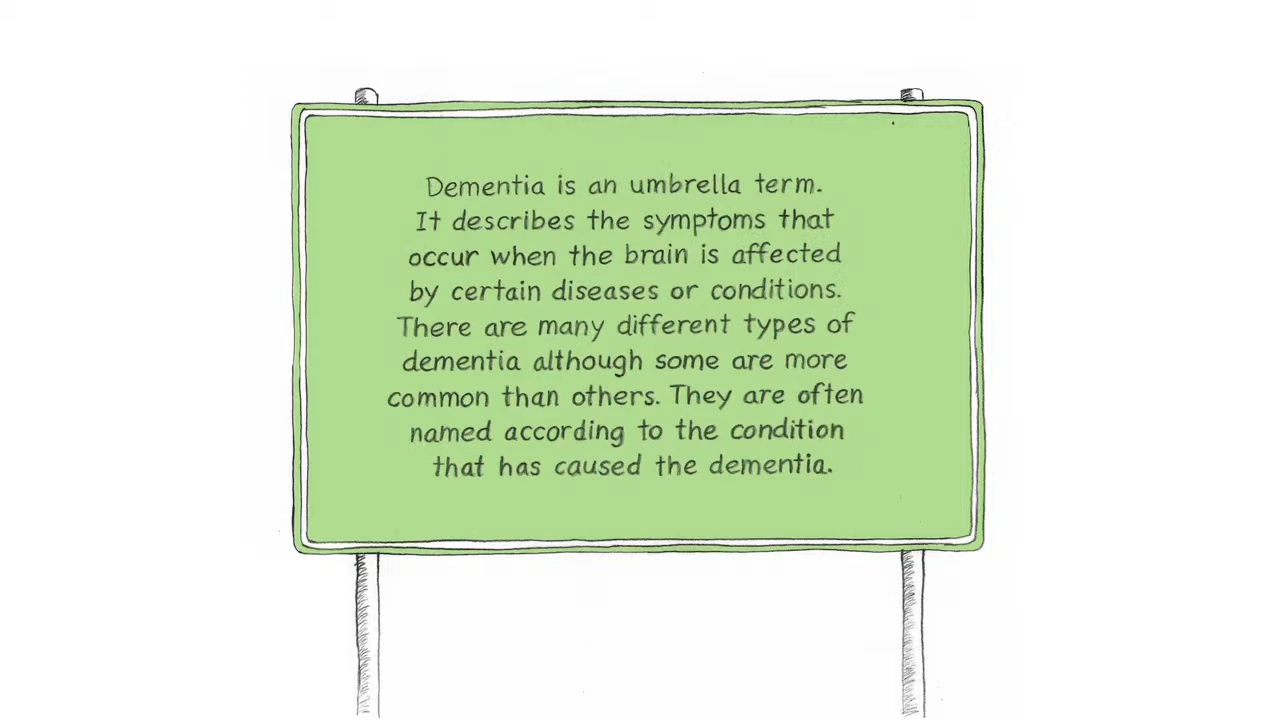 Dementia is an umbrella term.
It describes the symptoms that
occur when the brain is affected
by certain diseases or conditions.
There are many different types of
dementia although some are more
common than others. They are often
named according to the condition
that has caused the dementia.